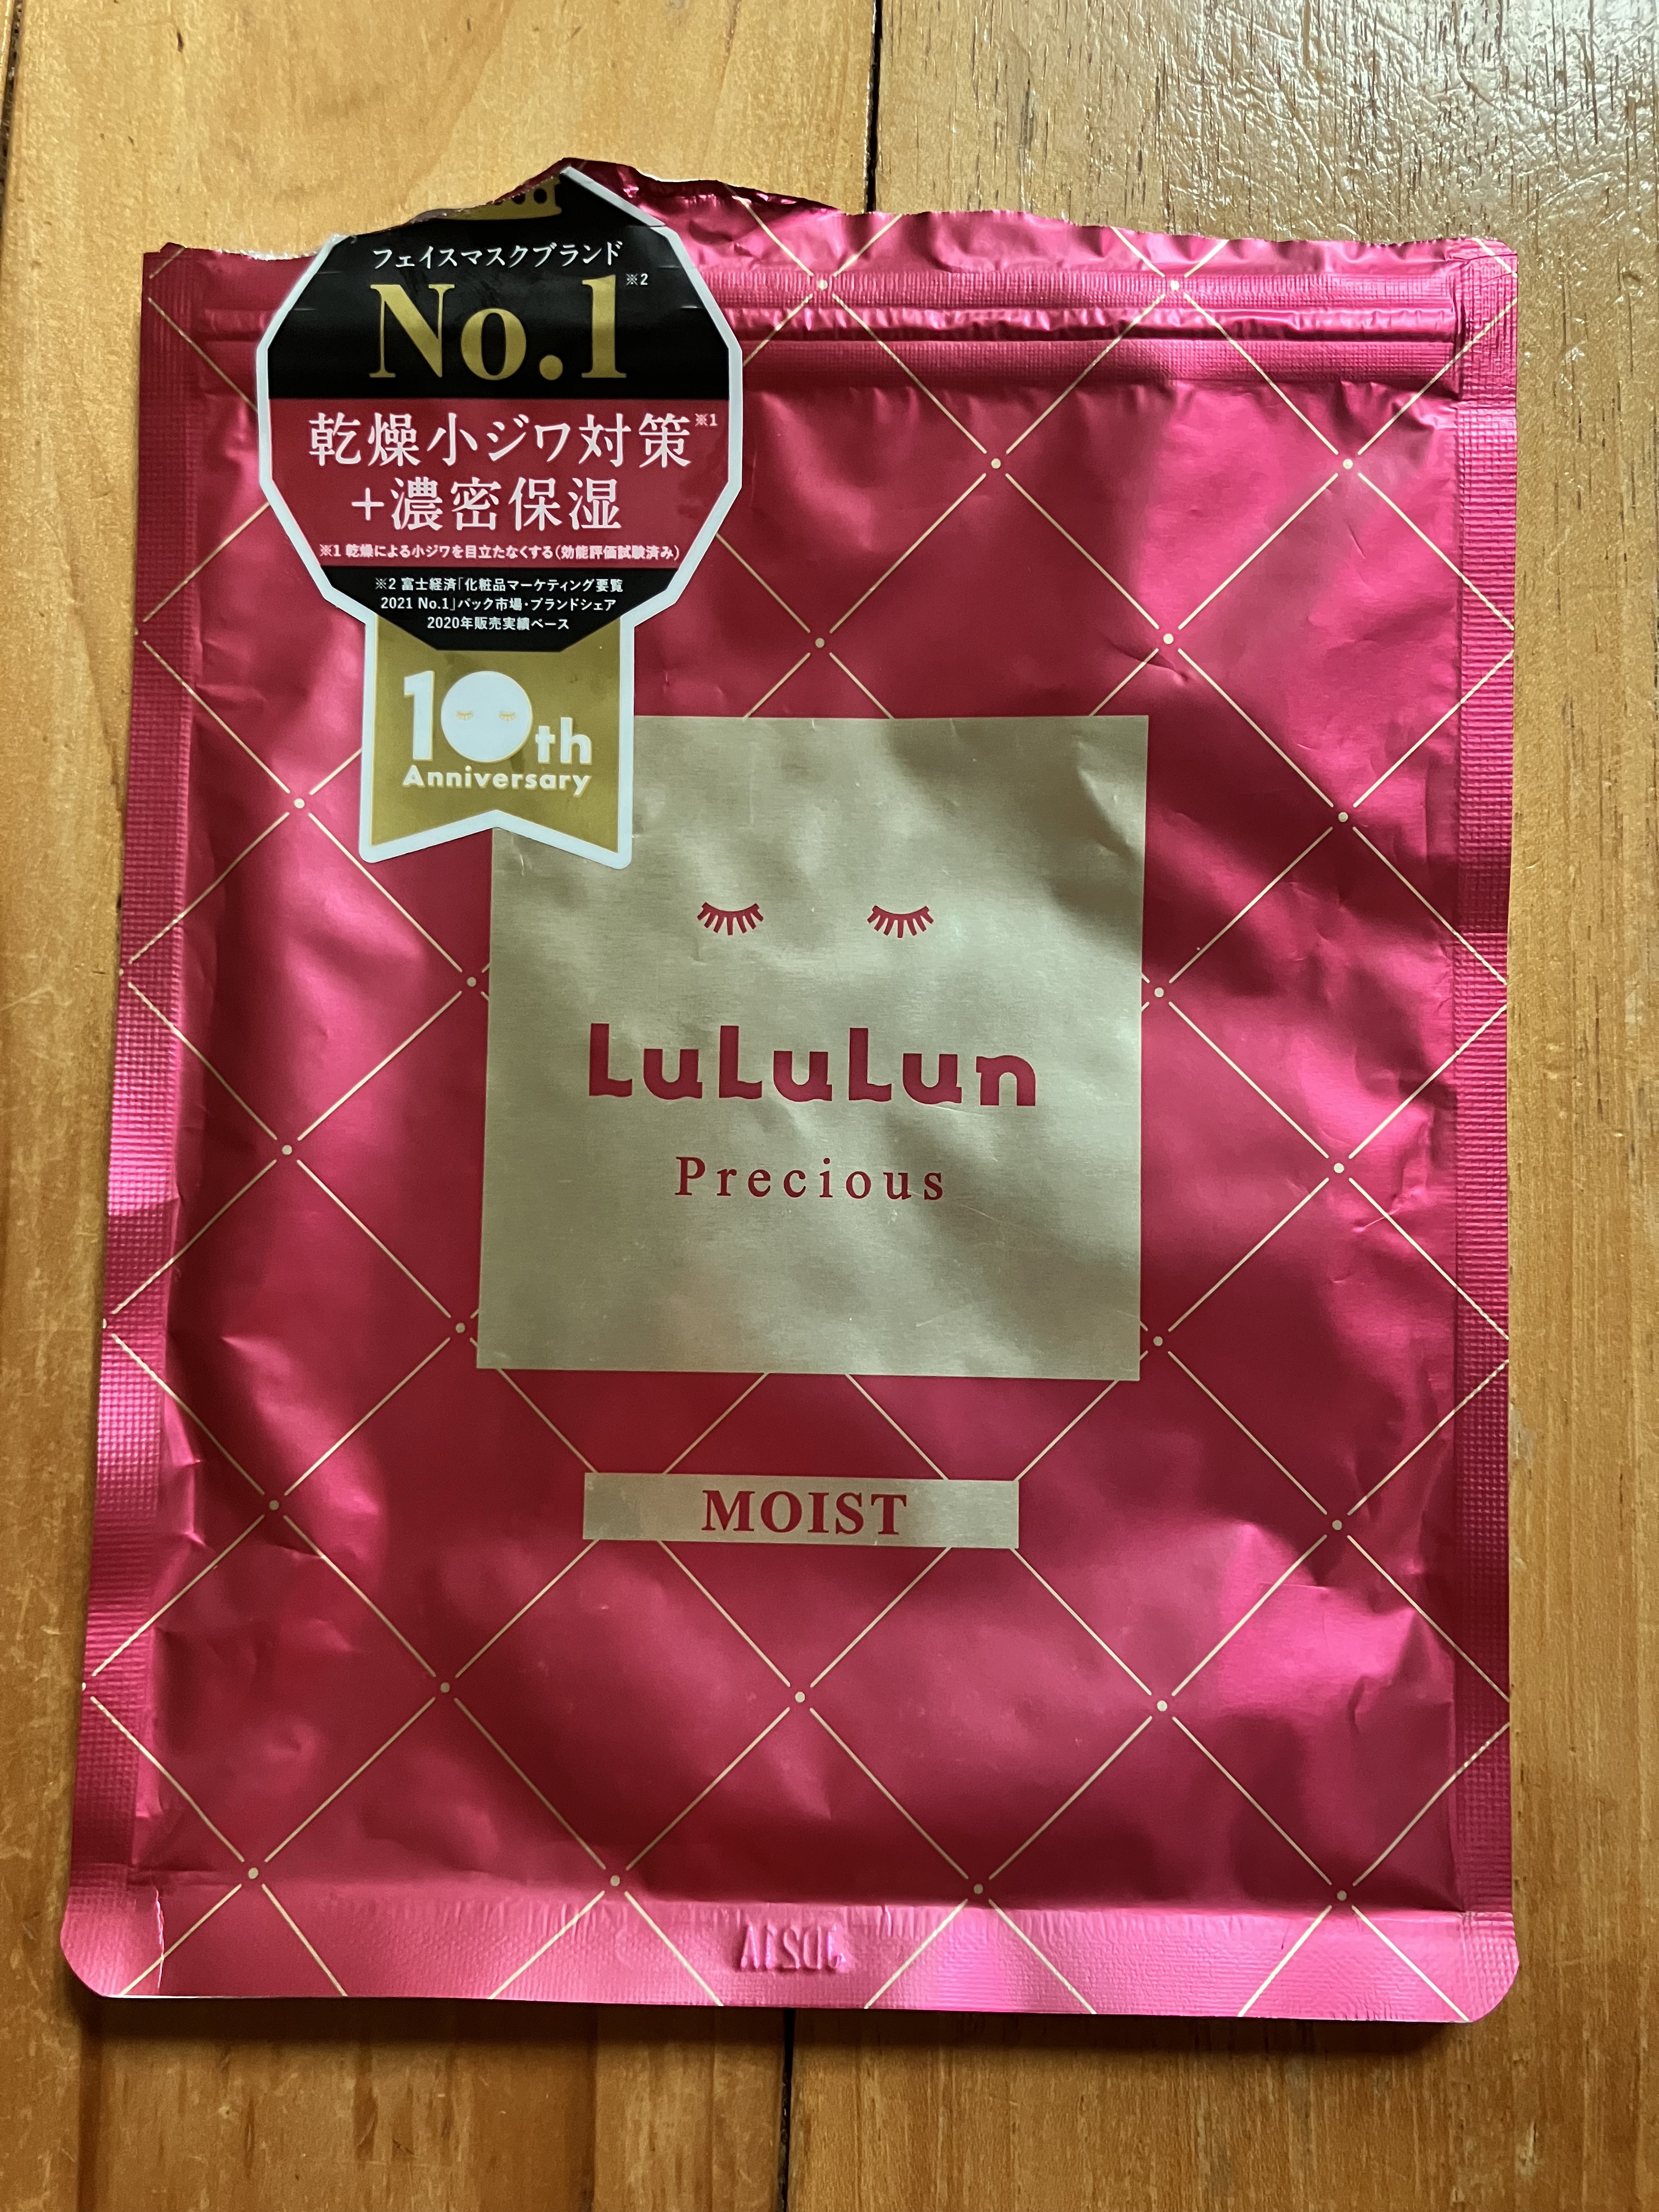 フェイスマスクブランド
No.1※2
乾燥小ジワ対策※1
+濃密保湿
※1 乾燥による小ジワを目立たなくする(効能評価試験済み)
※2 富士経済「化粧品マーケティング要覧
2021 No.1」パック市場・ブランドシェア
2020年販売実績ベース
10th
Anniversary
LuLuLun
Precious
MOIST